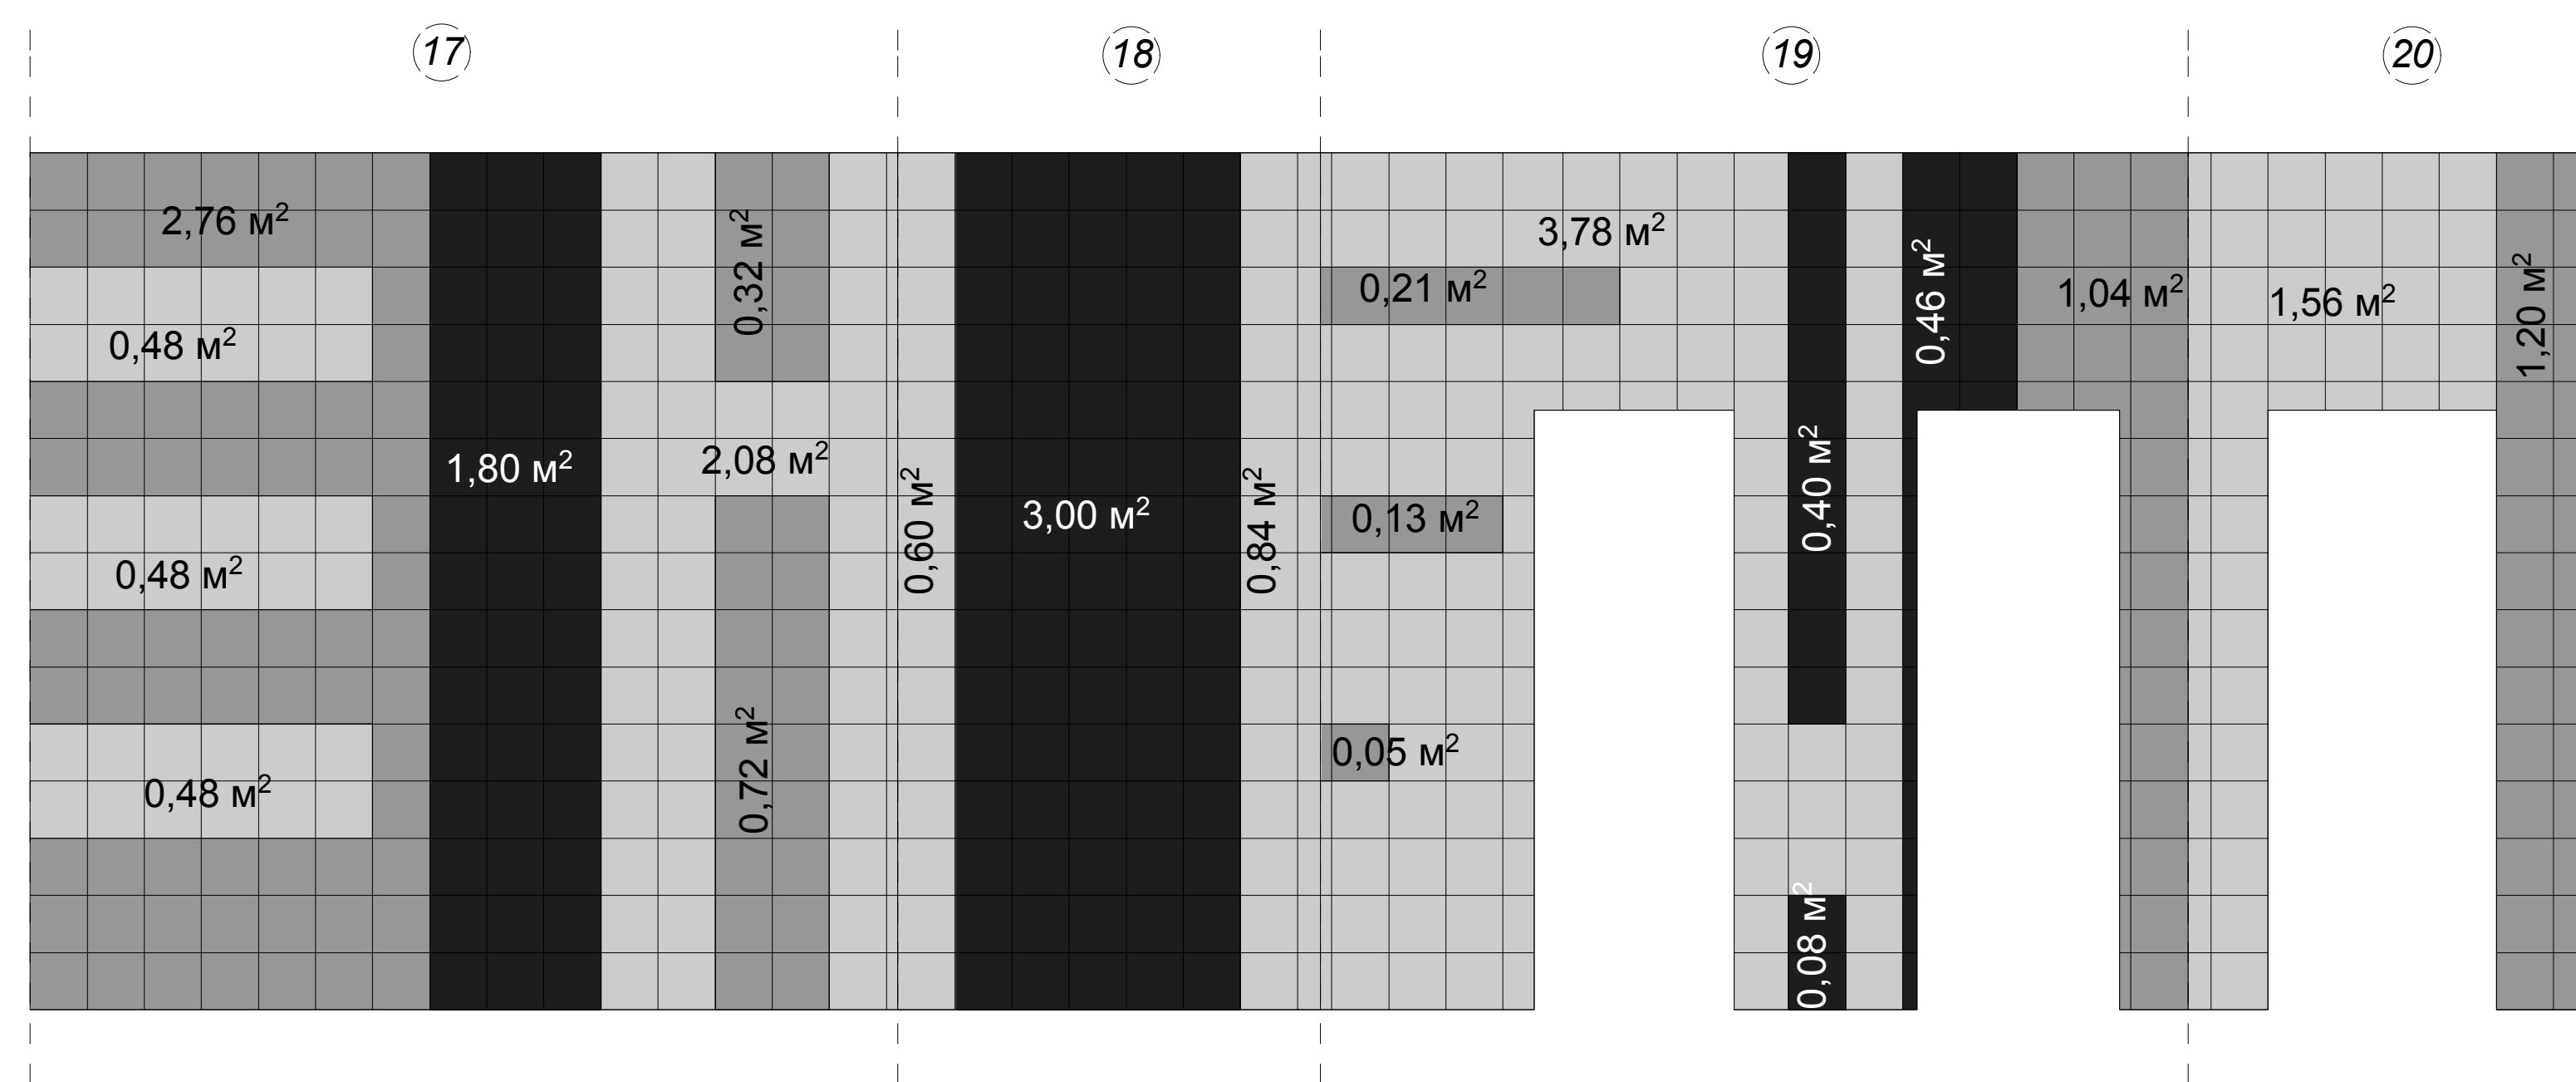 17
18
19
20
2,76 м²
0,48 м²
0,48 м²
0,48 м²
1,80 м²
0,32 м²
2,08 м²
0,72 м²
0,60 м²
3,00 м²
0,84 м²
3,78 м²
0,21 м²
0,13 м²
0,05 м²
0,40 м²
0,08 м²
0,46 м²
1,04 м²
1,56 м²
1,20 м²